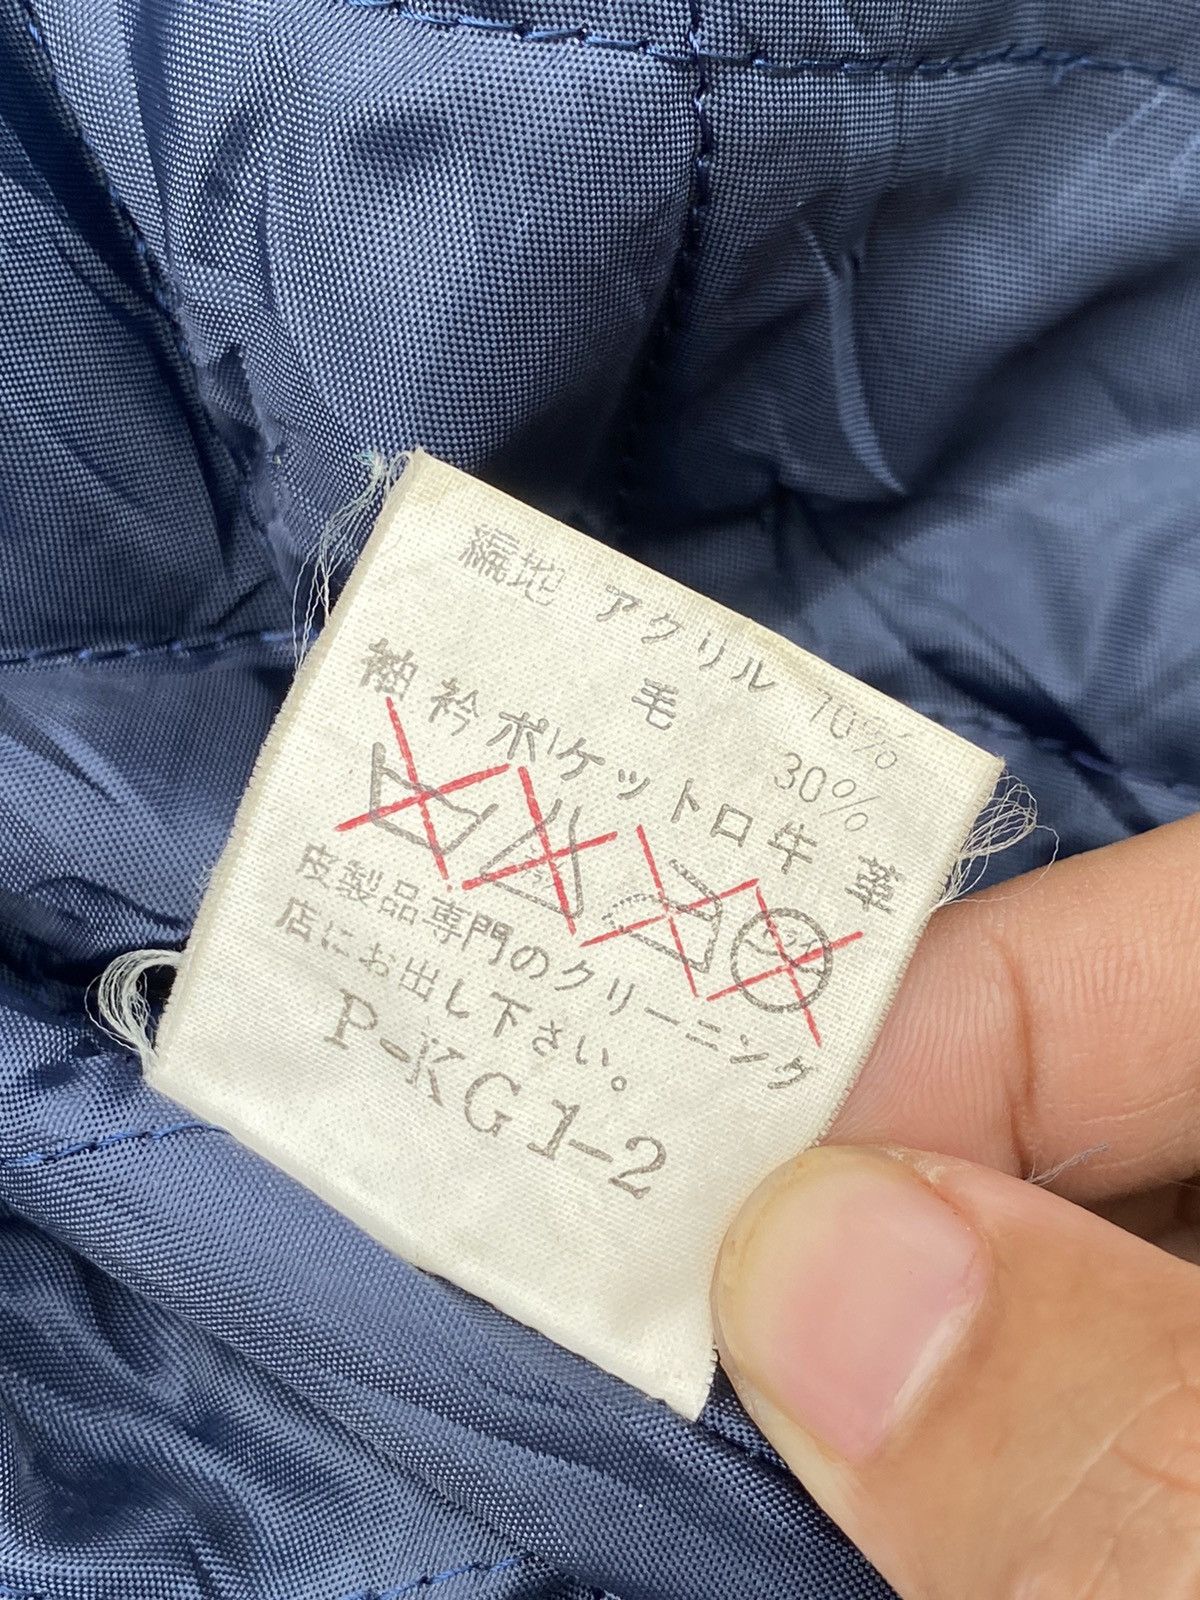 編地 アクリル 70%
毛 30%
袖衿ポケット口牛革
皮製品専門のクリーニング
店にお出し下さい。
P-KG1-2